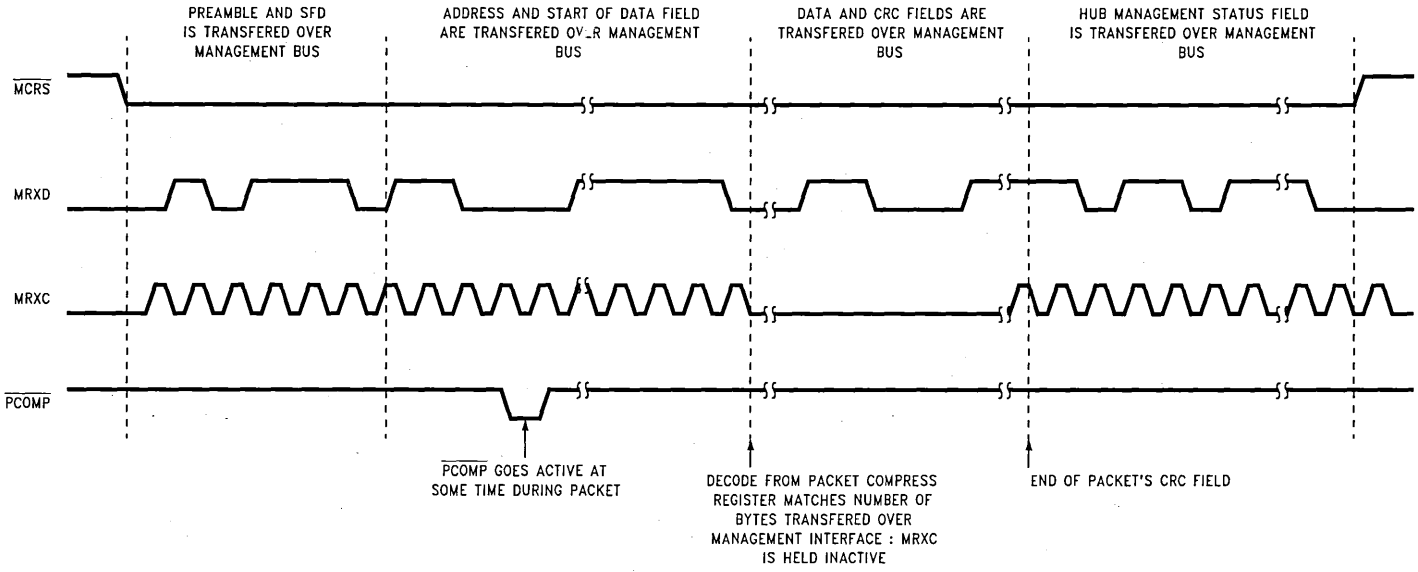 PREAMBLE AND SFD
IS TRANSFERED OVER
MANAGEMENT BUS
ADDRESS AND START OF DATA FIELD
ARE TRANSFERED OVER MANAGEMENT
BUS
DATA AND CRC FIELDS ARE
TRANSFERED OVER MANAGEMENT
BUS
HUB MANAGEMENT STATUS FIELD
IS TRANSFERED OVER MANAGEMENT
BUS
MCRS
MRXD
MRXC
PCOMP
PCOMP GOES ACTIVE AT
SOME TIME DURING PACKET
DECODE FROM PACKET COMPRESS
REGISTER MATCHES NUMBER OF
BYTES TRANSFERED OVER
MANAGEMENT INTERFACE : MRXC
IS HELD INACTIVE
END OF PACKET'S CRC FIELD